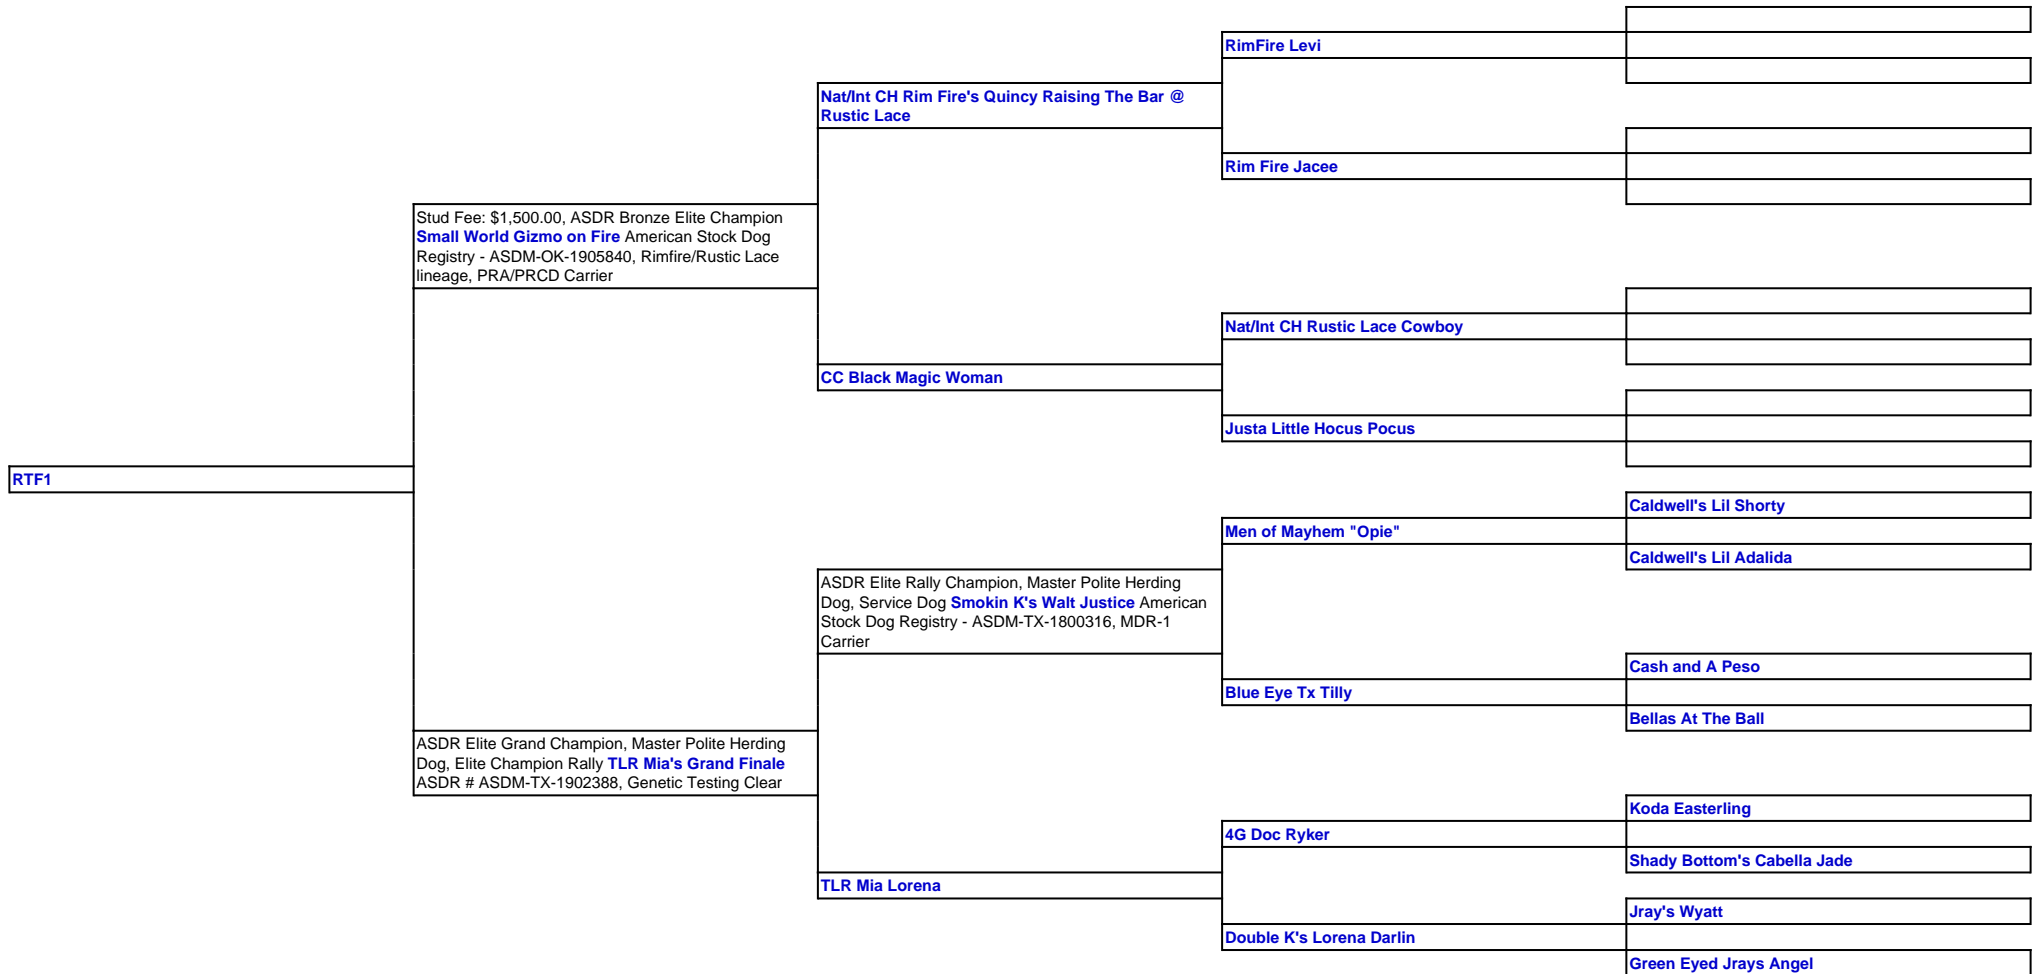 RimFire Levi
Nat/Int CH Rim Fire's Quincy Raising The Bar @
Rustic Lace
Rim Fire Jacee
Stud Fee: $1,500.00, ASDR Bronze Elite Champion
Small World Gizmo on Fire American Stock Dog
Registry - ASDM-OK-1905840, Rimfire/Rustic Lace
lineage, PRA/PRCD Carrier
Nat/Int CH Rustic Lace Cowboy
CC Black Magic Woman
Justa Little Hocus Pocus
RTF1
Caldwell's Lil Shorty
Men of Mayhem "Opie"
Caldwell's Lil Adalida
ASDR Elite Rally Champion, Master Polite Herding
Dog, Service Dog Smokin K's Walt Justice American
Stock Dog Registry - ASDM-TX-1800316, MDR-1
Carrier
Cash and A Peso
Blue Eye Tx Tilly
Bellas At The Ball
ASDR Elite Grand Champion, Master Polite Herding
Dog, Elite Champion Rally TLR Mia's Grand Finale
ASDR # ASDM-TX-1902388, Genetic Testing Clear
Koda Easterling
4G Doc Ryker
Shady Bottom's Cabella Jade
TLR Mia Lorena
Jray's Wyatt
Double K's Lorena Darlin
Green Eyed Jrays Angel